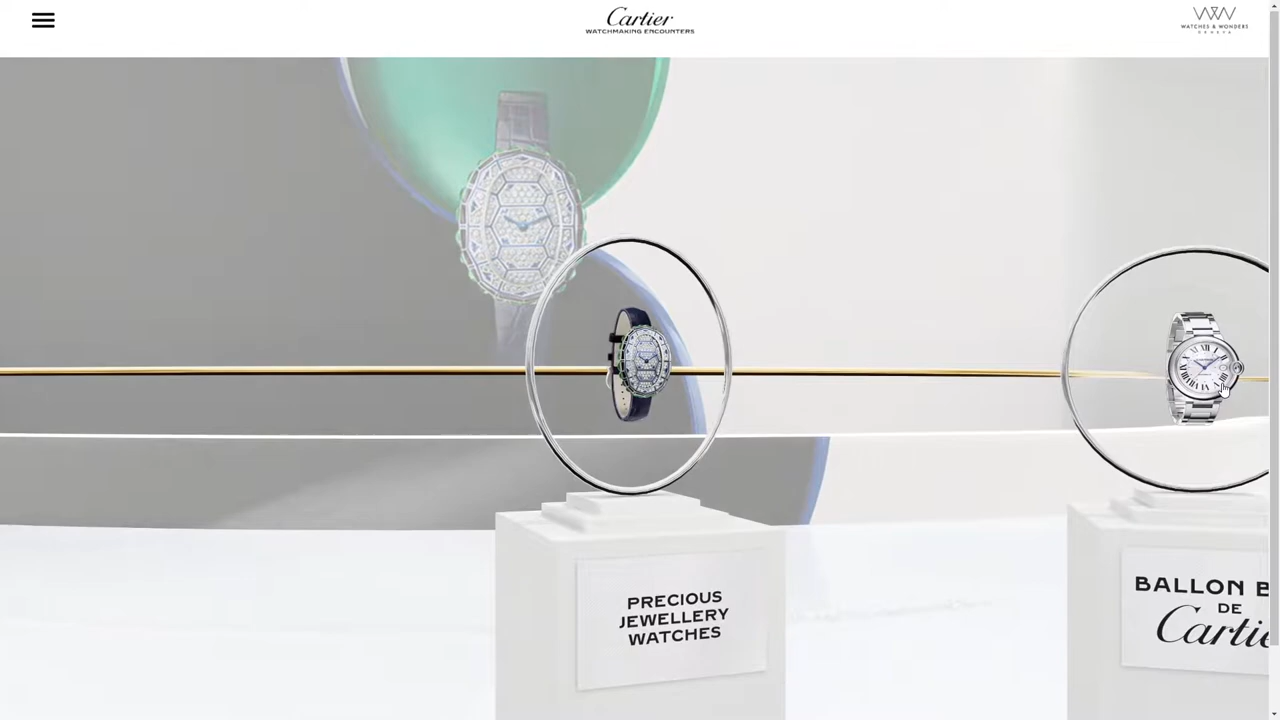 Cartier
WATCHMAKING ENCOUNTERS
WATCHES & WONDERS
GENEVA
PRECIOUS
JEWELLERY
WATCHES
BALLON B
DE
Cartie